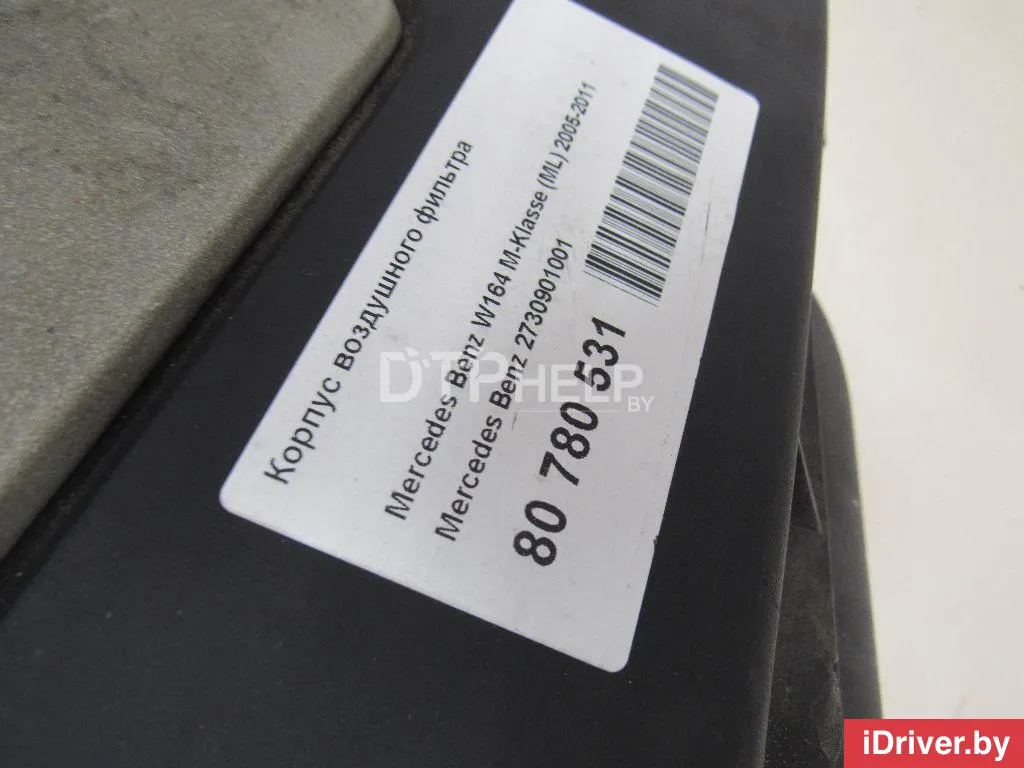 Корпус воздушного фильтра
Mercedes Benz W164 M-Klasse (ML) 2005-2011
Mercedes Benz 2730901001
80 780 531
DTPHELP
BY
iDriver.by